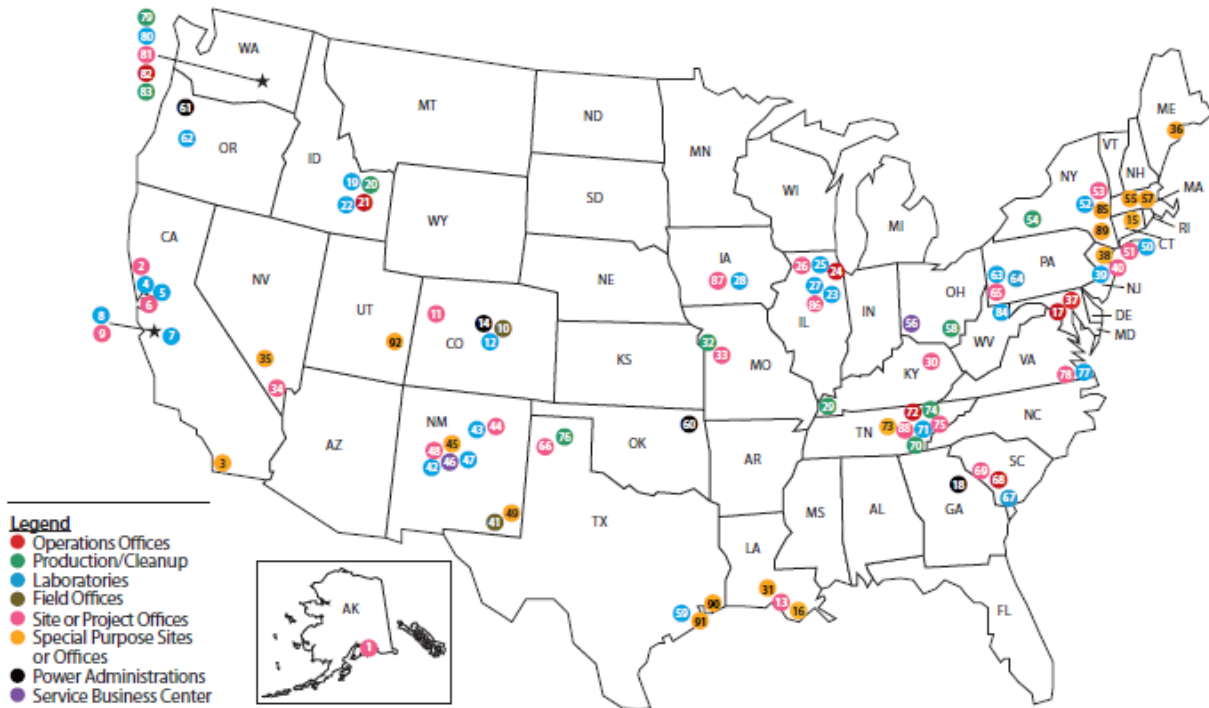 79
80
81
82
83
WA
61
62
OR
MT
ID
10 20
22 21
WY
ND
SD
NE
KS
OK
60
MN
WI
MI
IA
87 28
26 25 24
27 23
86
IL
IN
OH
56 58
32
33
MO
AR
MS
AL
LA
31
13
16
CA
2
4
5
6
8
9
7
3
NV
35
34
UT
92
11
14 10
12
CO
AZ
NM
43 44
48 45
42 46 47
41 49
66 76
TX
59 90
91
KY
30
29
72 74
73 88 71 75
TN
70
WV
VA
78 77
NC
SC
69
68
67
18
GA
FL
PA
63 64
65
84
17 37
DE
MD
NJ
39
40
38
51 50
CT
RI
MA
NY
53
52
54
85
89
55 57
15
VT
NH
ME
36
AK
1
Legend
Operations Offices
Production/Cleanup
Laboratories
Field Offices
Site or Project Offices
Special Purpose Sites
or Offices
Power Administrations
Service Business Center